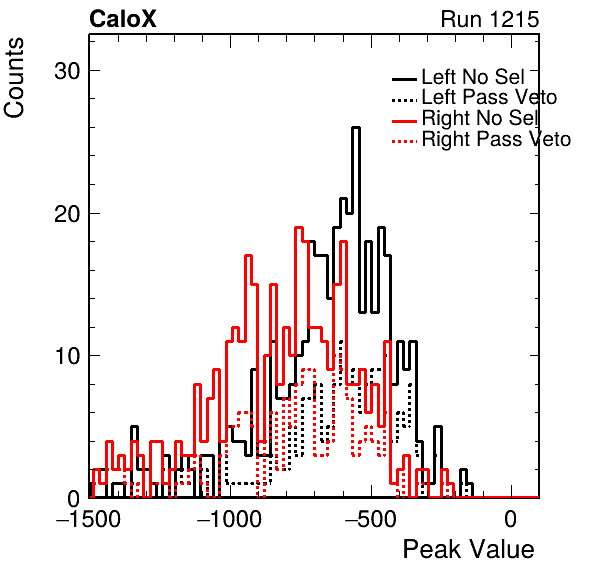 CaloX Run 1215
Counts
30
20
10
0
Left No Sel
Left Pass Veto
Right No Sel
Right Pass Veto
−1500 −1000 −500 0
Peak Value